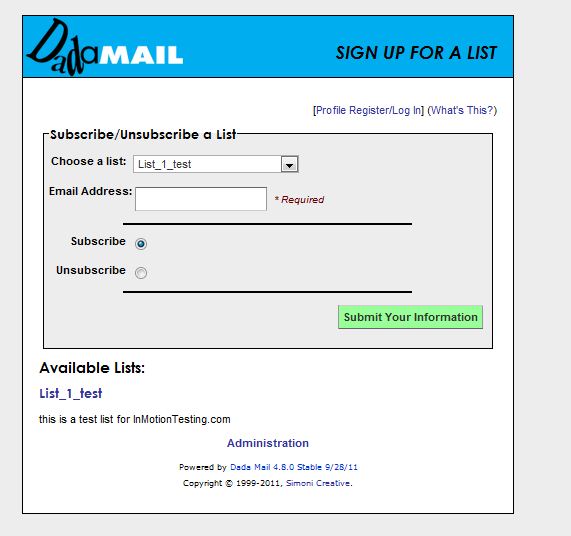 DadaMAIL
SIGN UP FOR A LIST
[Profile Register/Log In] (What's This?)
Subscribe/Unsubscribe a List
Choose a list: List_1_test
Email Address: * Required
Subscribe
Unsubscribe
Submit Your Information
Available Lists:
List_1_test
this is a test list for InMotionTesting.com
Administration
Powered by Dada Mail 4.8.0 Stable 9/28/11
Copyright © 1999-2011, Simoni Creative.